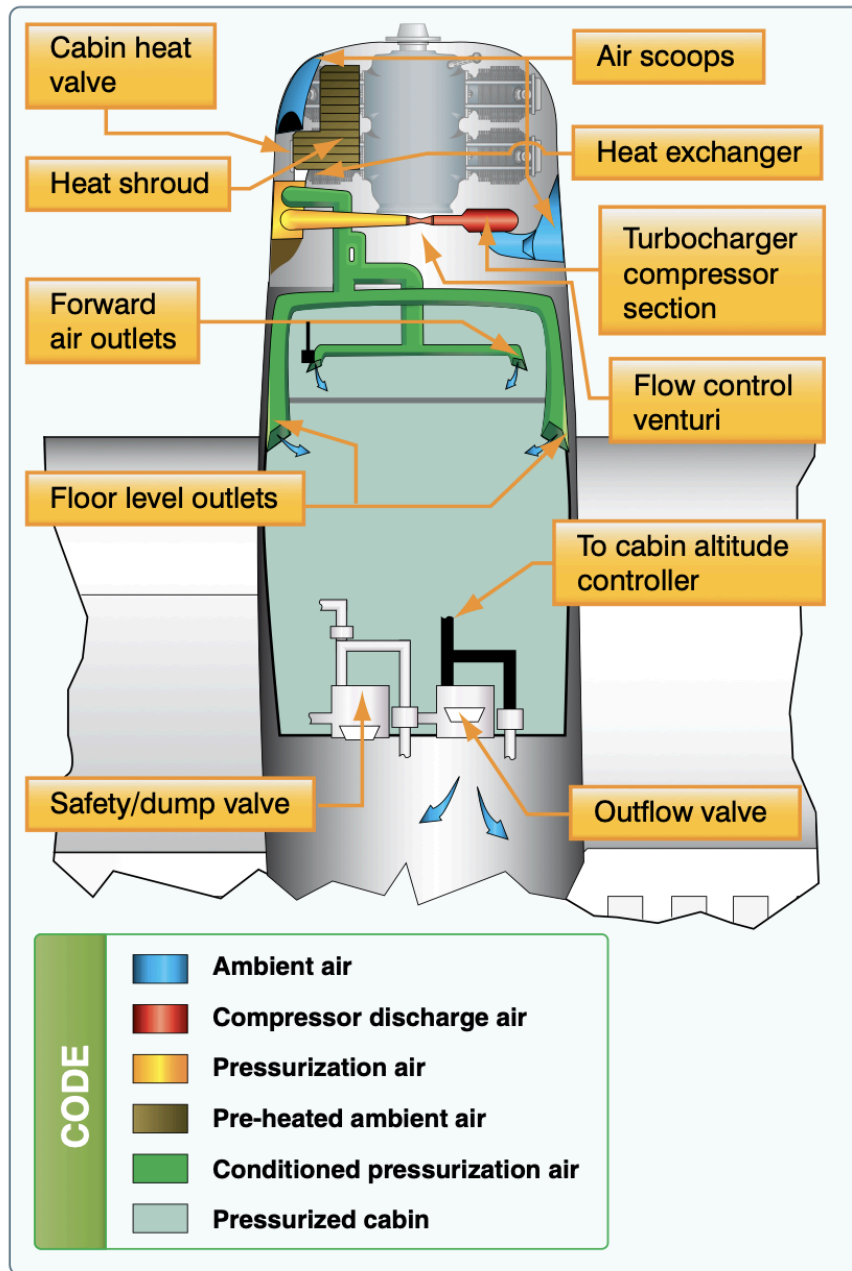 Cabin heat
valve
Air scoops
Heat shroud
Heat exchanger
Turbocharger
compressor
section
Forward
air outlets
Flow control
venturi
Floor level outlets
To cabin altitude
controller
Safety/dump valve
Outflow valve
CODE
Ambient air
Compressor discharge air
Pressurization air
Pre-heated ambient air
Conditioned pressurization air
Pressurized cabin